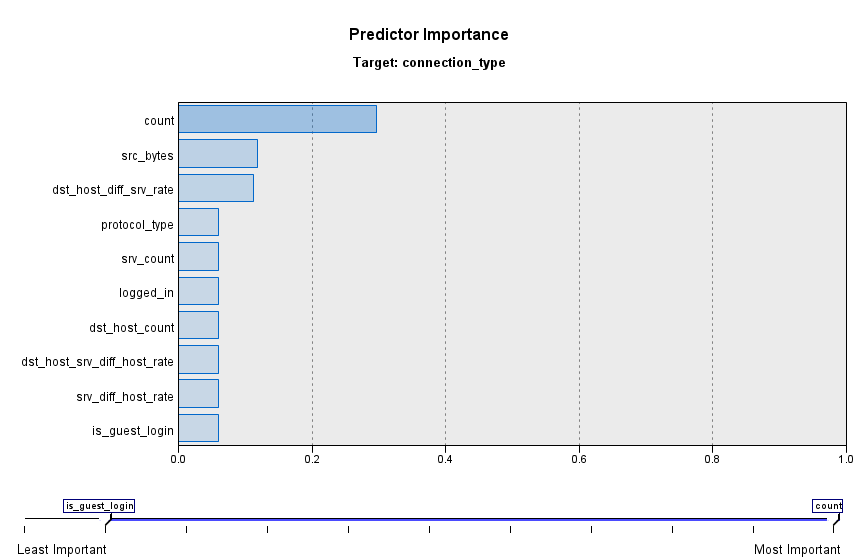 Predictor Importance
Target: connection_type
count
src_bytes
dst_host_diff_srv_rate
protocol_type
srv_count
logged_in
dst_host_count
dst_host_srv_diff_host_rate
srv_diff_host_rate
is_guest_login
0.0 0.2 0.4 0.6 0.8 1.0
is_guest_login count
Least Important Most Important